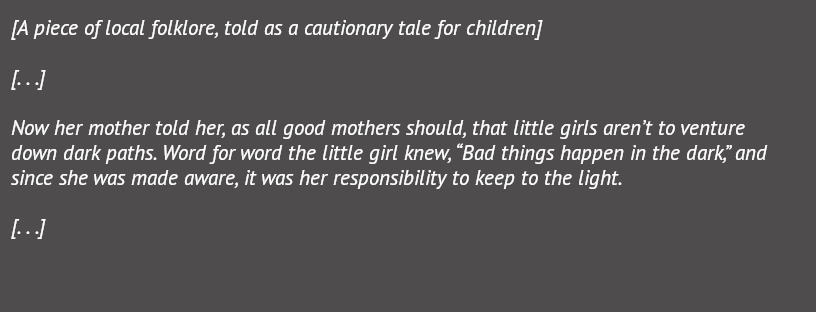 [A piece of local folklore, told as a cautionary tale for children]
[. . .]
Now her mother told her, as all good mothers should, that little girls aren’t to venture
down dark paths. Word for word the little girl knew, “Bad things happen in the dark,” and
since she was made aware, it was her responsibility to keep to the light.
[. . .]